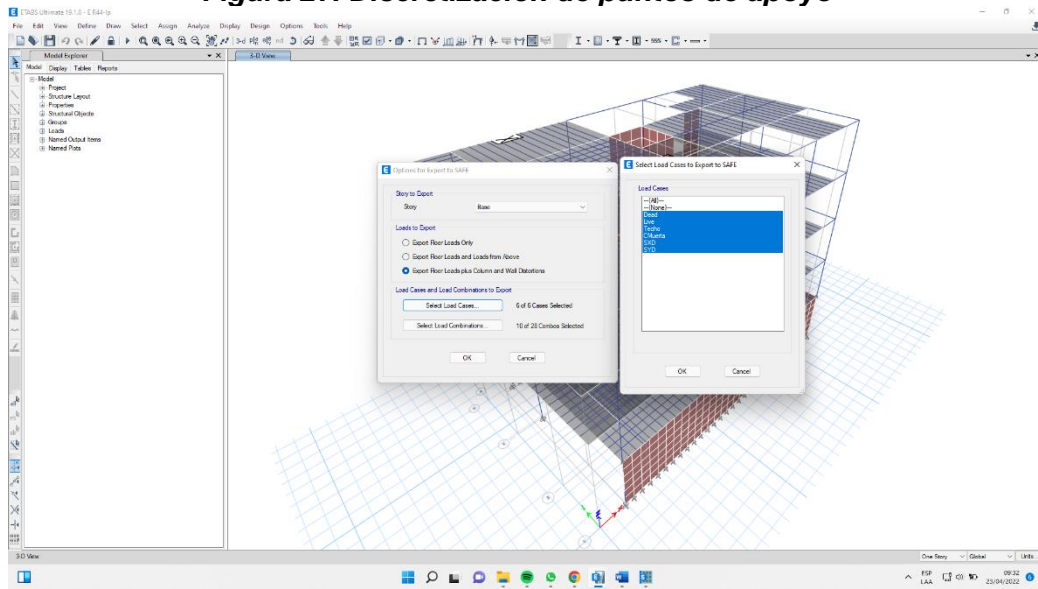 Figura 27: Discretización de puntos de apoyo
ETABS Ultimate 19.1.0 - E.R44-ip
File Edit View Define Draw Select Assign Analyze Display Design Options Tools Help
Model Explorer
3-D View
Model Display Tables Reports
Model
Project
Structure Layout
Properties
Structural Objects
Groups
Loads
Named Output Items
Named Plots
Options for Export to SAFE
Story to Export
Story Base
Loads to Export
Export Floor Loads Only
Export Floor Loads and Loads from Above
Export Floor Loads plus Column and Wall Distortions
Load Cases and Load Combinations to Export
Select Load Cases... 6 of 6 Cases Selected
Select Load Combinations... 10 of 28 Combos Selected
OK Cancel
Select Load Cases to Export to SAFE
Load Cases
--(All)--
--(None)--
Dead
Live
Techo
CMuerta
SXD
SYD
OK Cancel
3-D View
One Story Global Units...
ESP
LAA
09:32
23/04/2022